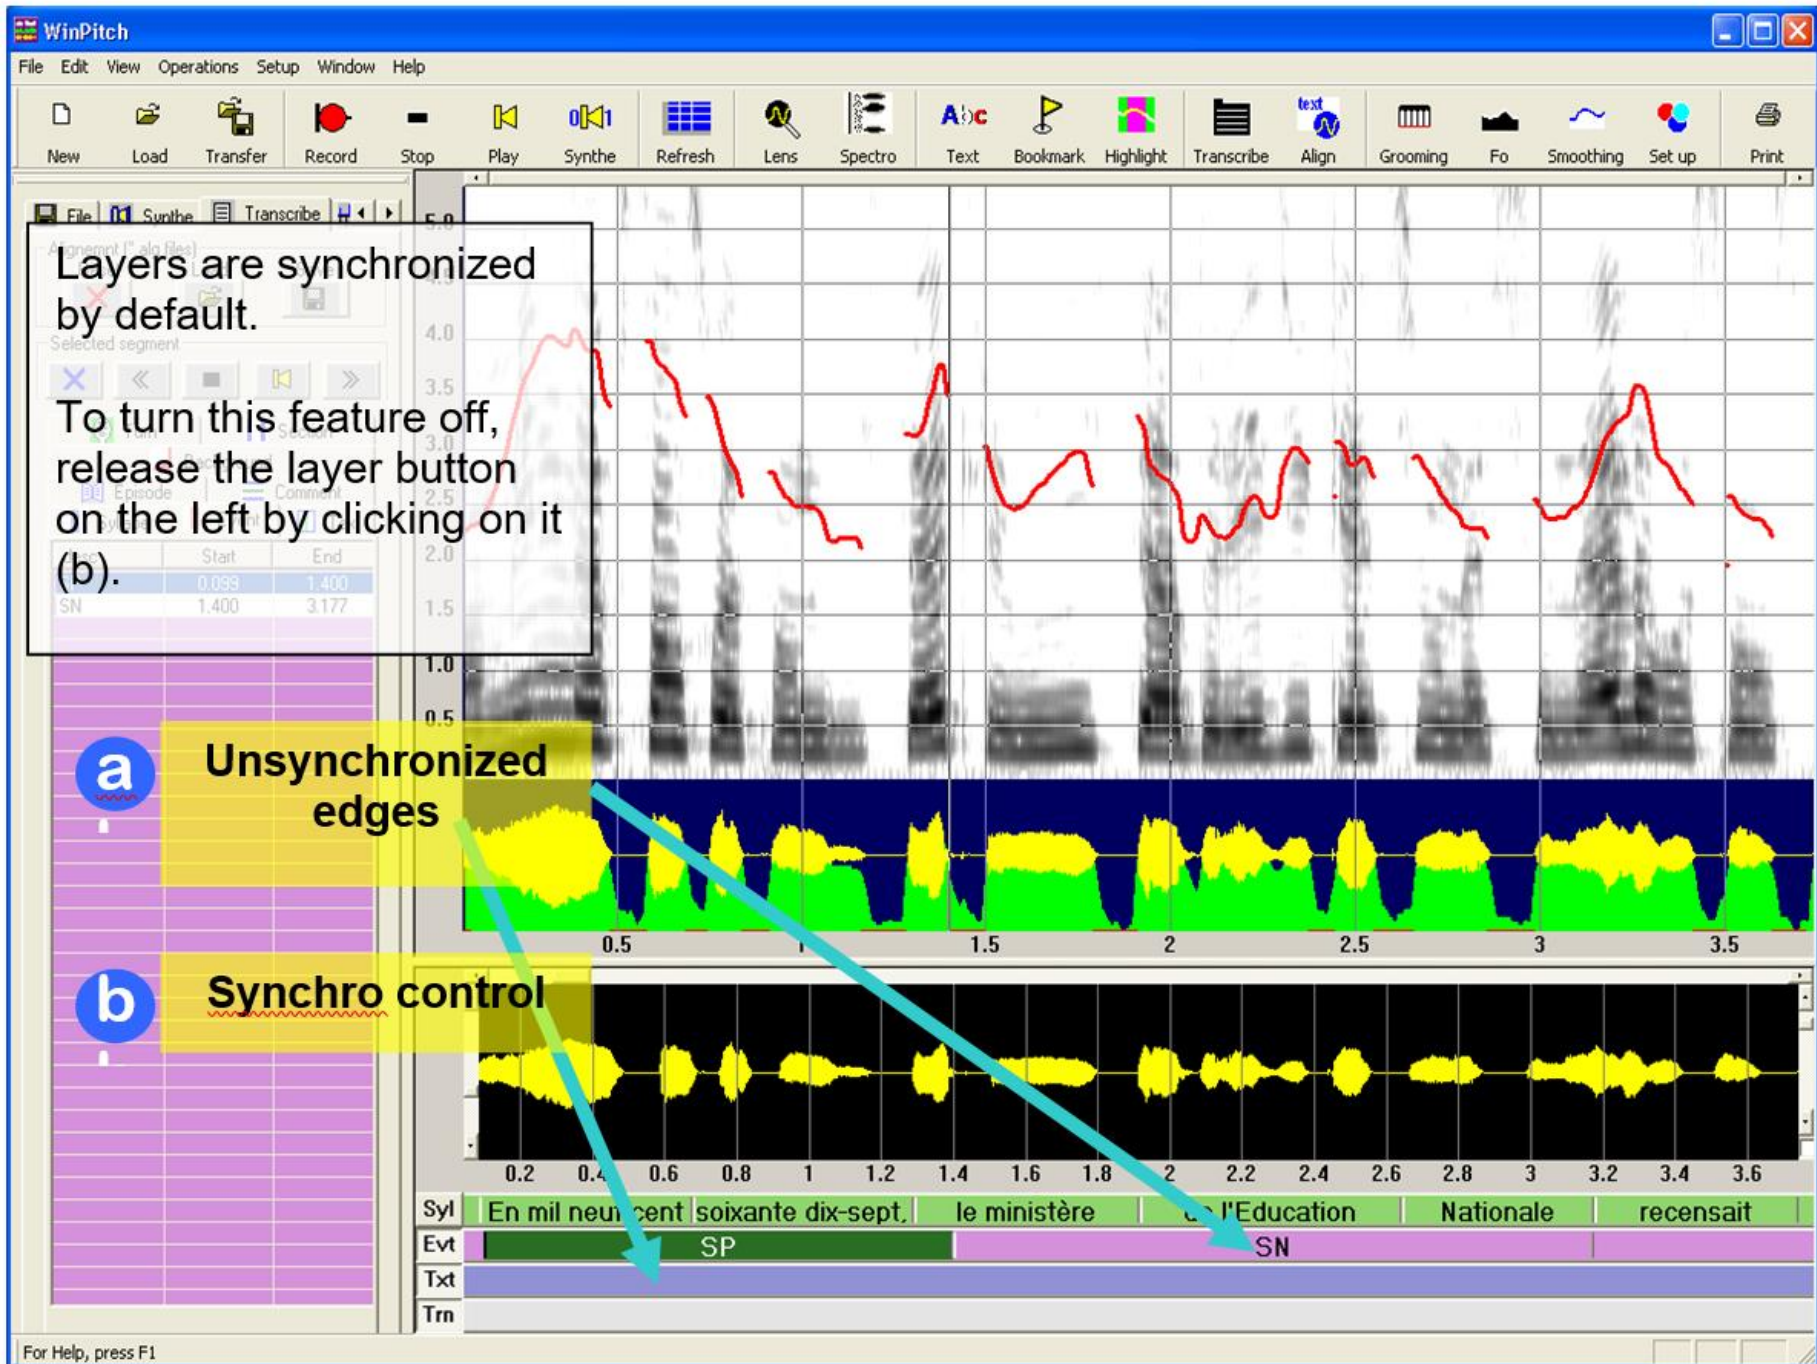 WinPitch
File Edit View Operations Setup Window Help
New Load Transfer Record Stop Play Synthe Refresh Lens Spectro Text Bookmark Highlight Transcribe Align Grooming Fo Smoothing Set up Print
File Synthe Transcribe
Layers are synchronized
by default.
Selected segment
To turn this feature off,
release the layer button
on the left by clicking on it
(b).
Episode Comment
Start End
0.099 1.400
SN 1.400 3.177
5.0
4.0
3.5
3.0
2.5
2.0
1.5
1.0
0.5
a
Unsynchronized
edges
0.5 1 1.5 2 2.5 3 3.5
b
Synchro control
0.2 0.4 0.6 0.8 1 1.2 1.4 1.6 1.8 2 2.2 2.4 2.6 2.8 3 3.2 3.4 3.6
Syl En mil neuf cent soixante dix-sept, le ministère de l'Education Nationale recensait
Evt SP SN
Txt
Trn
For Help, press F1